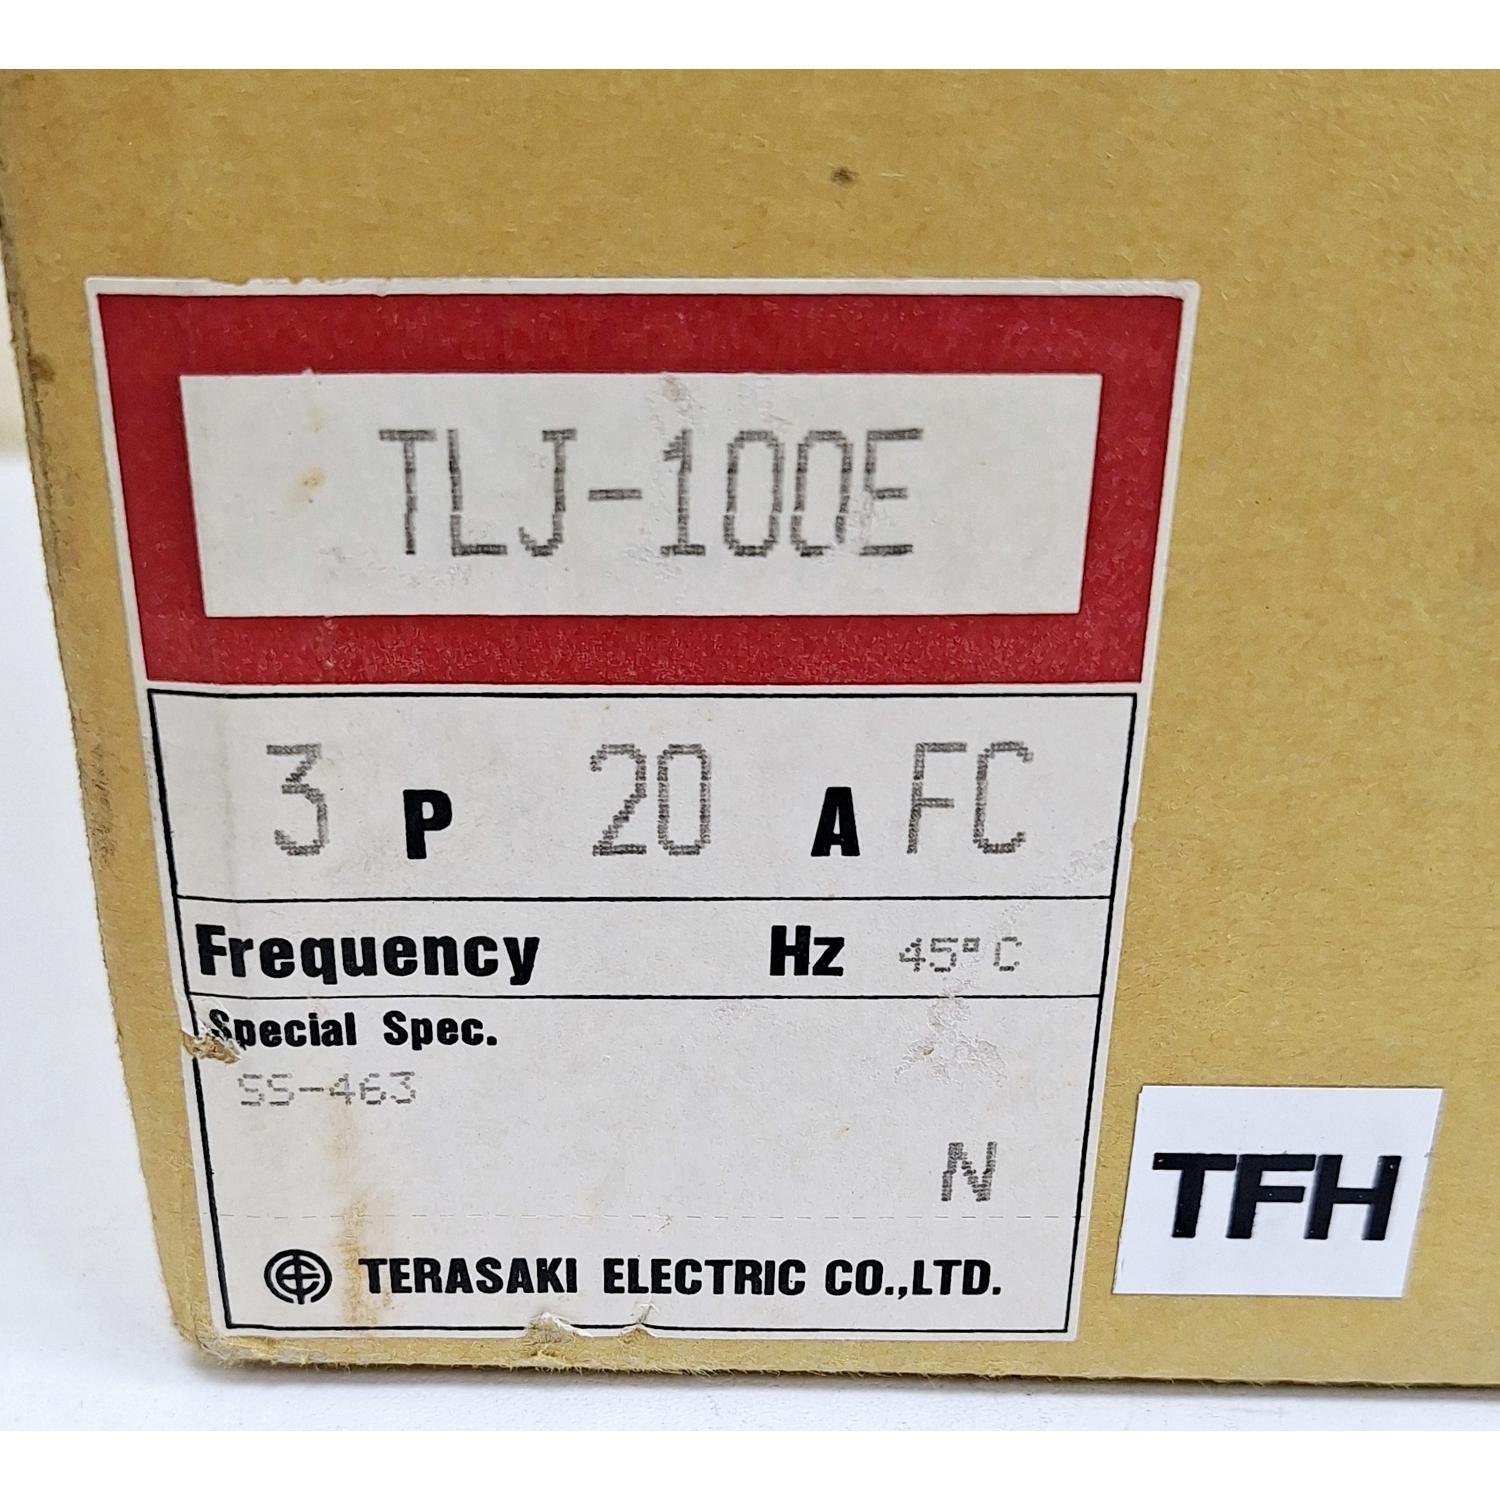 TLJ-100E
3 P 20 A FC
Frequency Hz 45°C
Special Spec.
SS-463
N
TERASAKI ELECTRIC CO.,LTD.
TFH